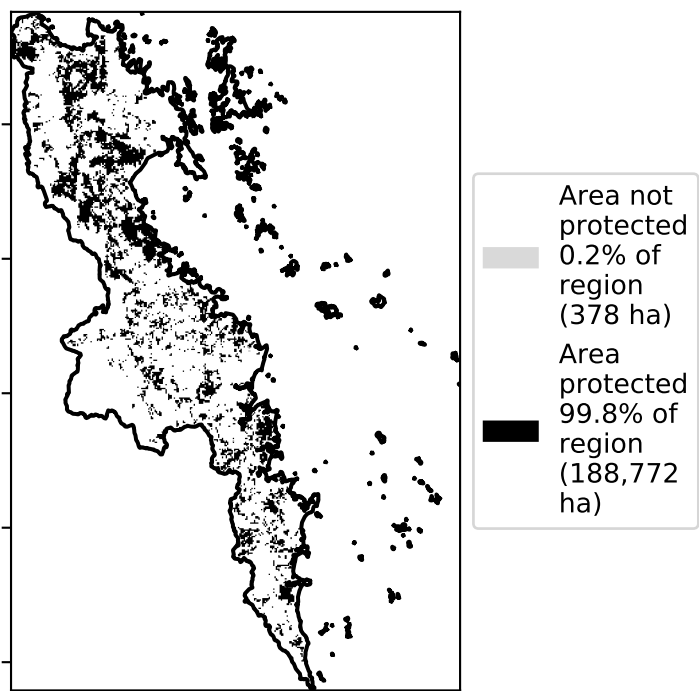 Area not
protected
0.2% of
region
(378 ha)
Area
protected
99.8% of
region
(188,772
ha)